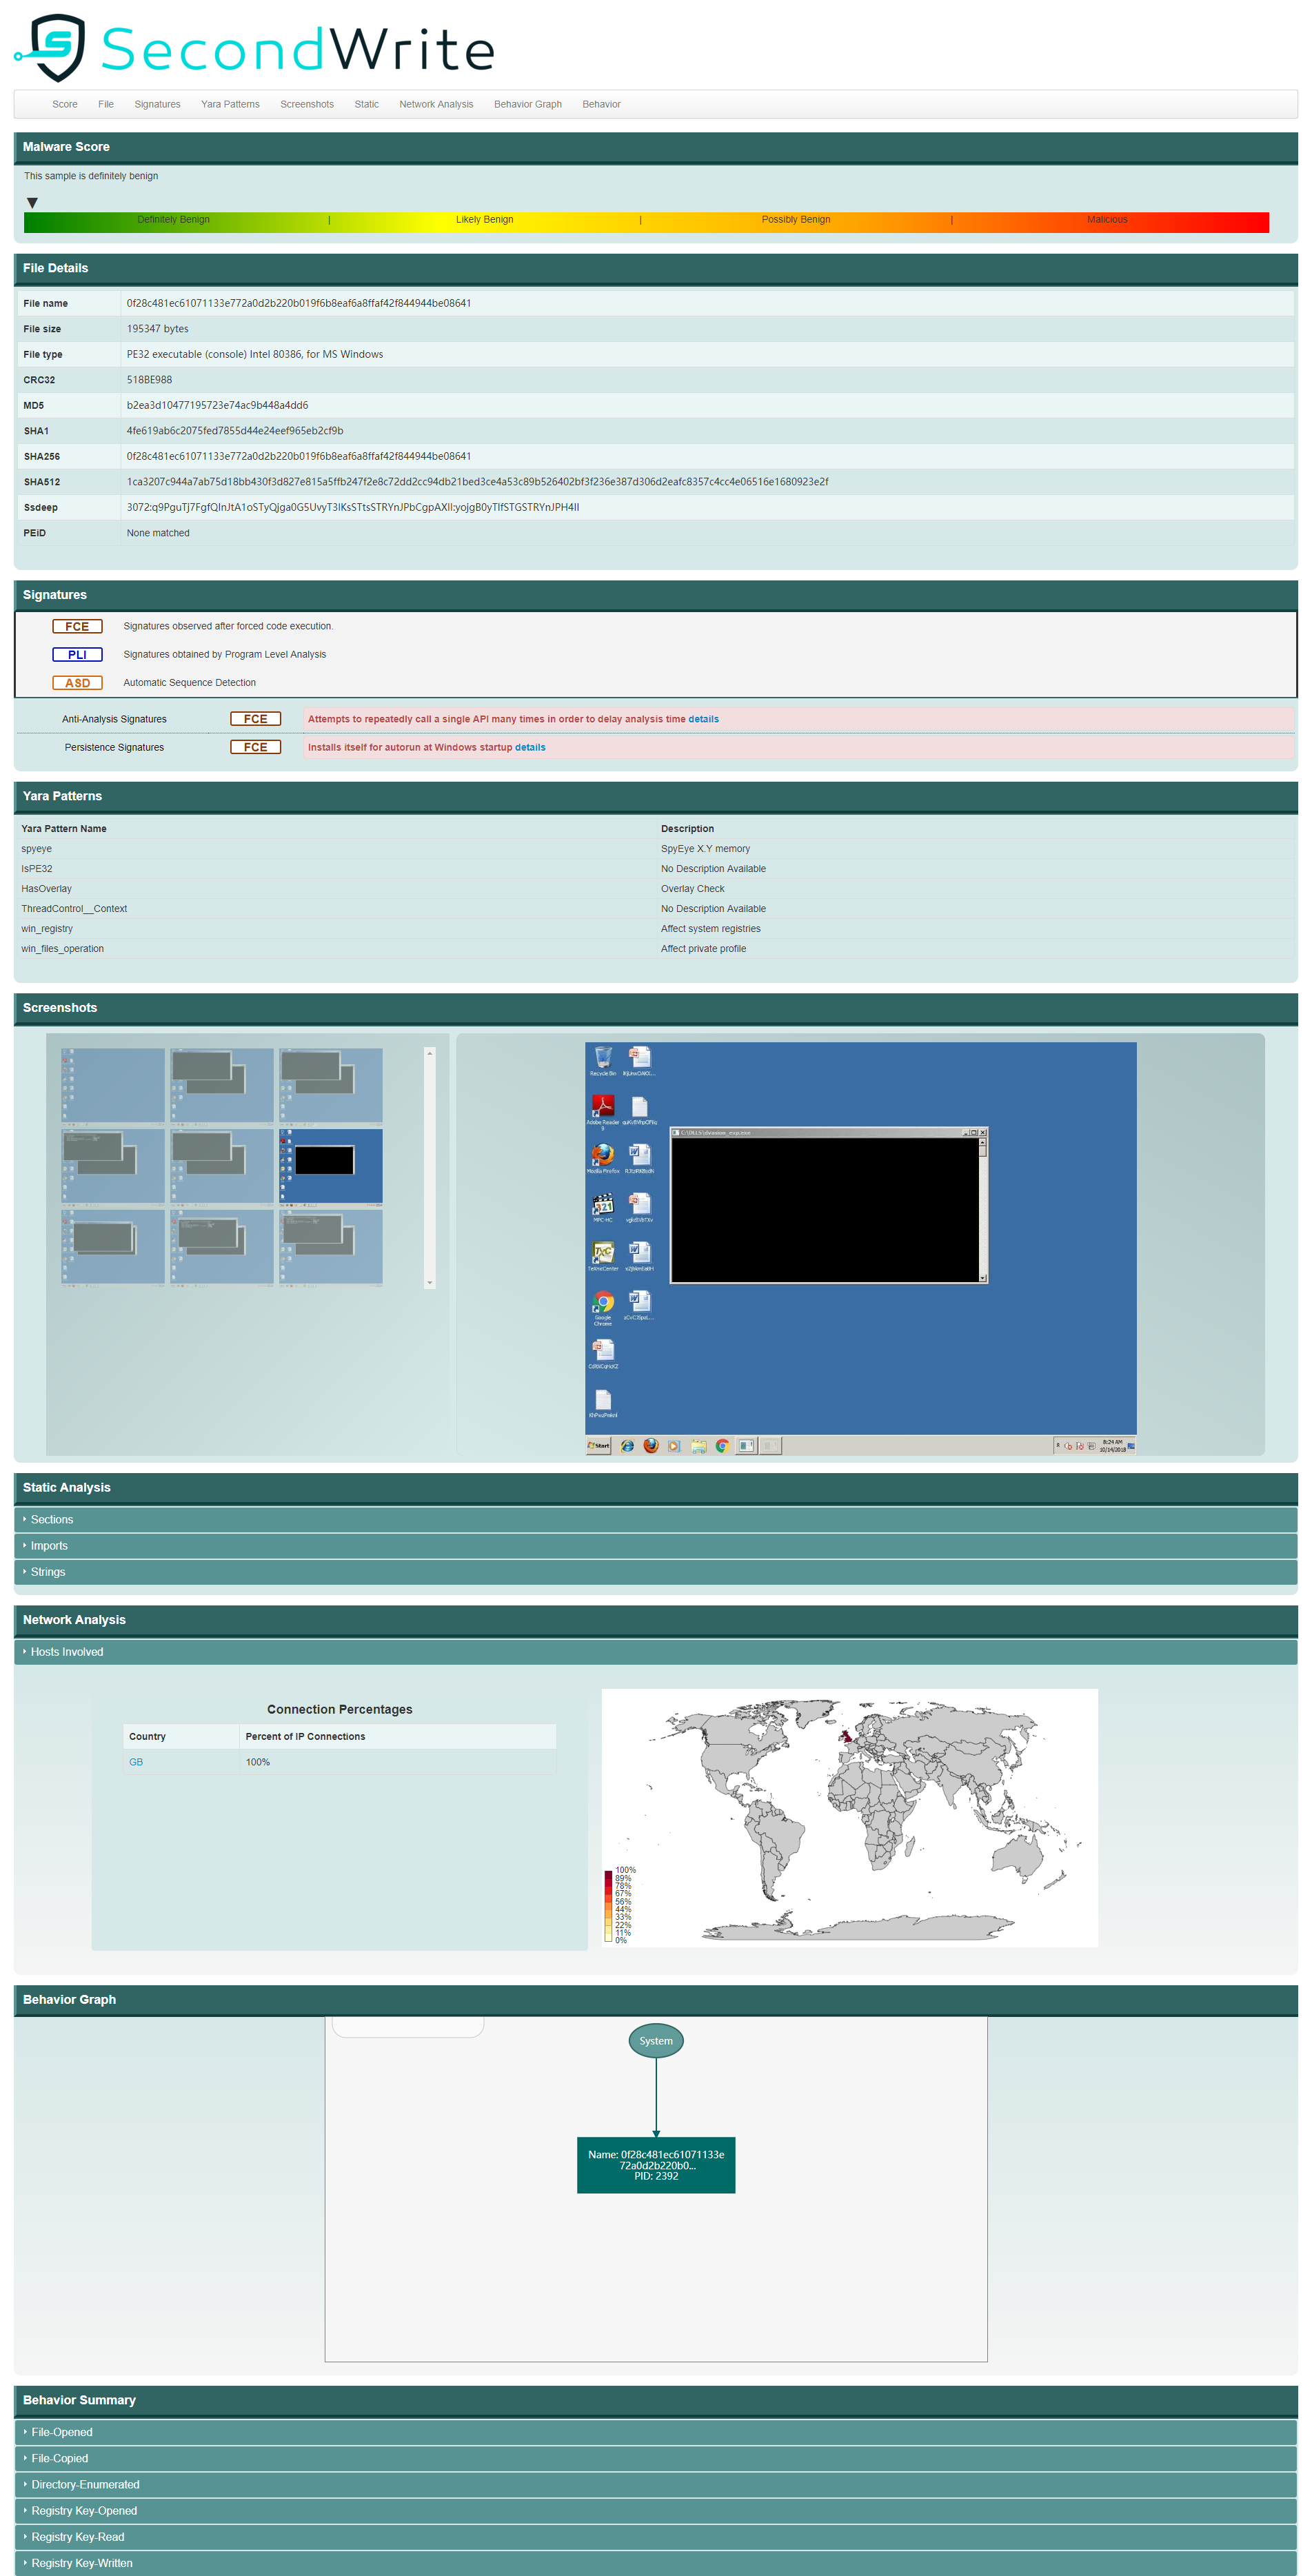 SecondWrite
Score File Signatures Yara Patterns Screenshots Static Network Analysis Behavior Graph Behavior
Malware Score
This sample is definitely benign
Definitely Benign | Likely Benign | Possibly Benign | Malicious
File Details
File name 0f28c481ec61071133e772a0d2b220b019f6b8eaf6a8ffaf42f844944be08641
File size 195347 bytes
File type PE32 executable (console) Intel 80386, for MS Windows
CRC32 518BE988
MD5 b2ea3d10477195723e74ac9b448a4dd6
SHA1 4fe619ab6c2075fed7855d44e24eef965eb2cf9b
SHA256 0f28c481ec61071133e772a0d2b220b019f6b8eaf6a8ffaf42f844944be08641
SHA512 1ca3207c944a7ab75d18bb430f3d827e815a5ffb247f2e8c72dd2cc94db21bed3ce4a53c89b526402bf3f236e387d306d2eafc8357c4cc4e06516e1680923e2f
Ssdeep 3072:q9PguTj7FgfQInJtA1oSTyQjga0G5UvyT3IKsSTtsSTRYnJPbCgpAXII:yojgB0yTIfSTGSTRYnJPH4II
PEiD None matched
Signatures
FCE Signatures observed after forced code execution.
PLI Signatures obtained by Program Level Analysis
ASD Automatic Sequence Detection
Anti-Analysis Signatures FCE Attempts to repeatedly call a single API many times in order to delay analysis time details
Persistence Signatures FCE Installs itself for autorun at Windows startup details
Yara Patterns
Yara Pattern Name Description
spyeye SpyEye X.Y memory
IsPE32 No Description Available
HasOverlay Overlay Check
ThreadControl__Context No Description Available
win_registry Affect system registries
win_files_operation Affect private profile
Screenshots
Recycle Bin
Adobe Reader
9
Mozilla Firefox
MPC-HC
TeXnicCenter
Google
Chrome
Start
8:24 AM
10/14/2018
Static Analysis
Sections
Imports
Strings
Network Analysis
Hosts Involved
Connection Percentages
Country Percent of IP Connections
GB 100%
100%
89%
78%
67%
56%
44%
33%
22%
11%
0%
Behavior Graph
System
Name: 0f28c481ec61071133e
72a0d2b220b0...
PID: 2392
Behavior Summary
File-Opened
File-Copied
Directory-Enumerated
Registry Key-Opened
Registry Key-Read
Registry Key-Written